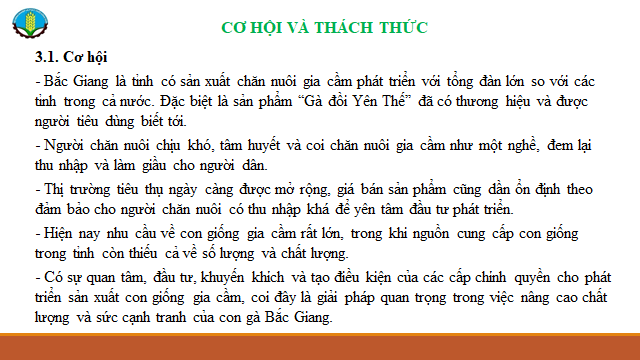 CƠ HỘI VÀ THÁCH THỨC
3.1. Cơ hội
- Bắc Giang là tỉnh có sản xuất chăn nuôi gia cầm phát triển với tổng đàn lớn so với các
tỉnh trong cả nước. Đặc biệt là sản phẩm “Gà đồi Yên Thế” đã có thương hiệu và được
người tiêu dùng biết tới.
- Người chăn nuôi chịu khó, tâm huyết và coi chăn nuôi gia cầm như một nghề, đem lại
thu nhập và làm giầu cho người dân.
- Thị trường tiêu thụ ngày càng được mở rộng, giá bán sản phẩm cũng dần ổn định theo
đảm bảo cho người chăn nuôi có thu nhập khá để yên tâm đầu tư phát triển.
- Hiện nay nhu cầu về con giống gia cầm rất lớn, trong khi nguồn cung cấp con giống
trong tỉnh còn thiếu cả về số lượng và chất lượng.
- Có sự quan tâm, đầu tư, khuyến khích và tạo điều kiện của các cấp chính quyền cho phát
triển sản xuất con giống gia cầm, coi đây là giải pháp quan trọng trong việc nâng cao chất
lượng và sức cạnh tranh của con gà Bắc Giang.